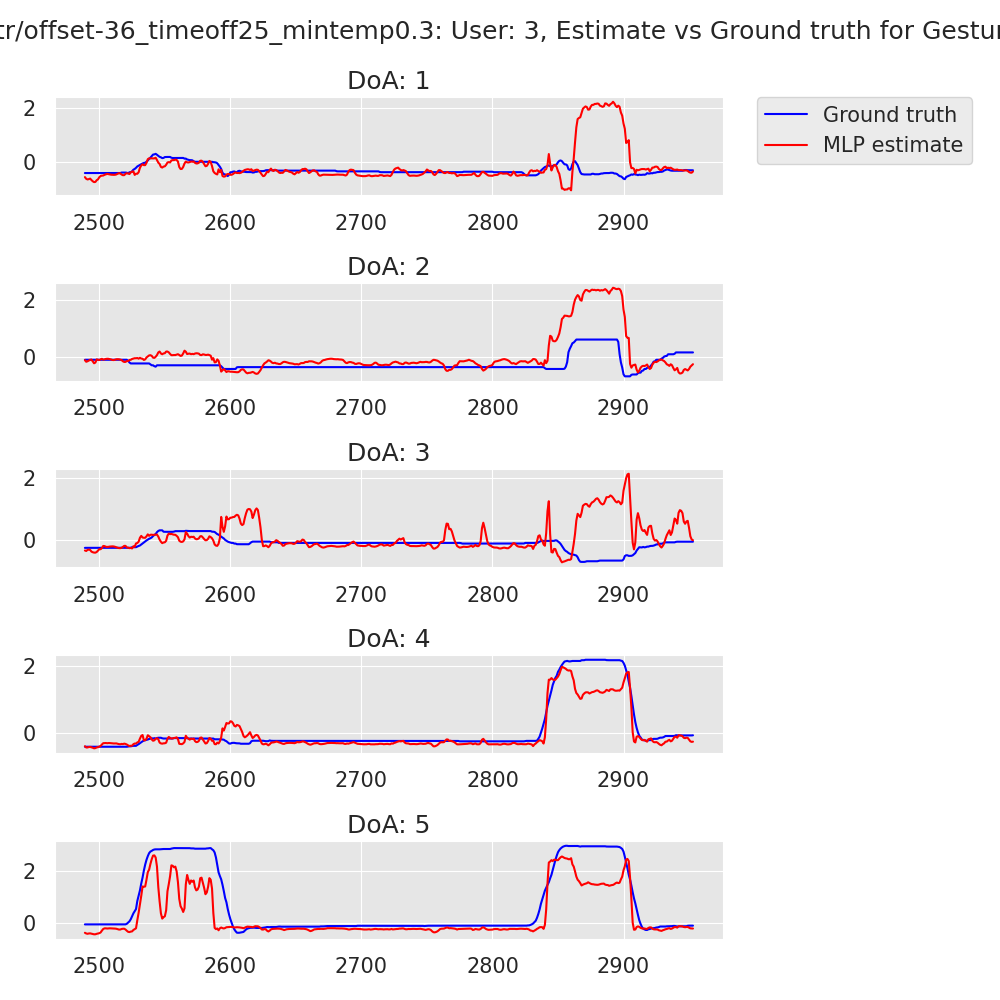 tr/offset-36_timeoff25_mintemp0.3: User: 3, Estimate vs Ground truth for Gestur
DoA: 1
Ground truth
MLP estimate
2
0
2500 2600 2700 2800 2900
DoA: 2
2
0
2500 2600 2700 2800 2900
DoA: 3
2
0
2500 2600 2700 2800 2900
DoA: 4
2
0
2500 2600 2700 2800 2900
DoA: 5
2
0
2500 2600 2700 2800 2900